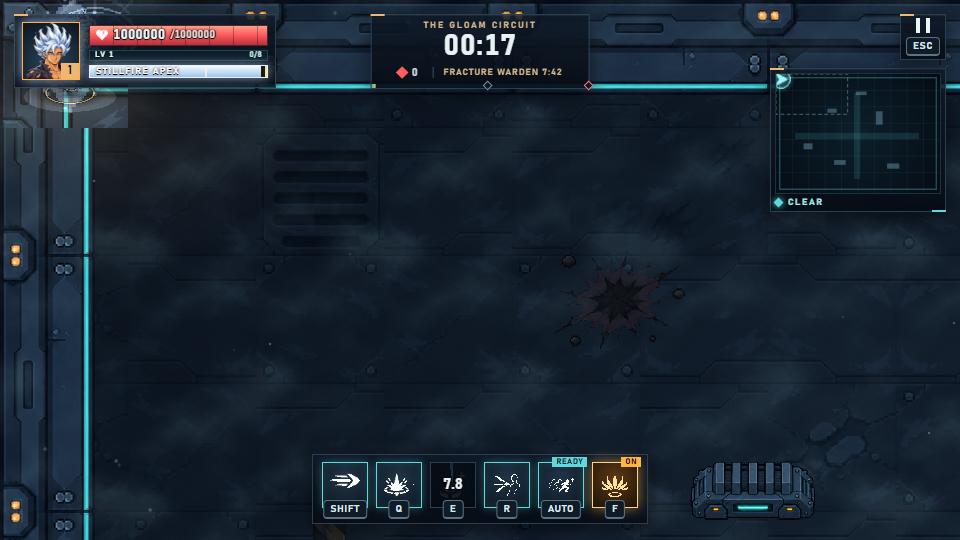 1000000 /1000000
LV 1
0/8
STILLFIRE APEX
1
THE GLOAM CIRCUIT
00:17
0
FRACTURE WARDEN 7:42
ESC
CLEAR
READY
ON
7.8
SHIFT
Q
E
R
AUTO
F